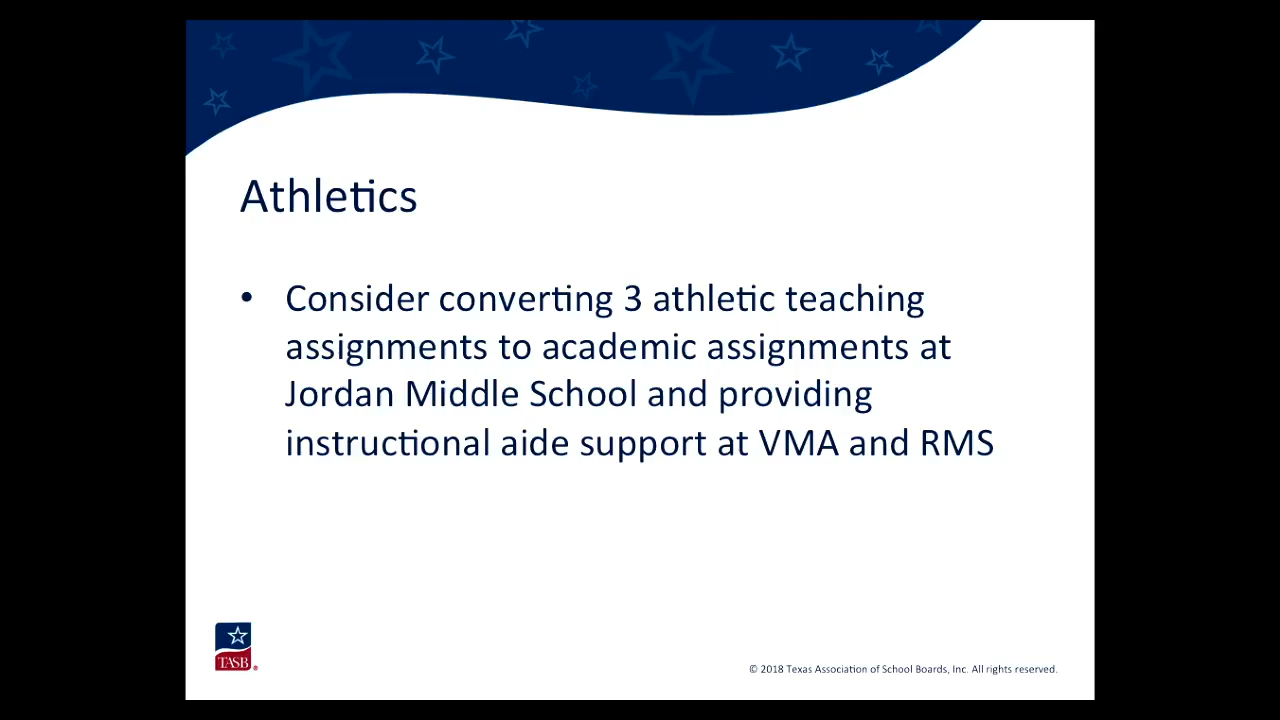 Athletics
• Consider converting 3 athletic teaching
assignments to academic assignments at
Jordan Middle School and providing
instructional aide support at VMA and RMS
TASB®
© 2018 Texas Association of School Boards, Inc. All rights reserved.